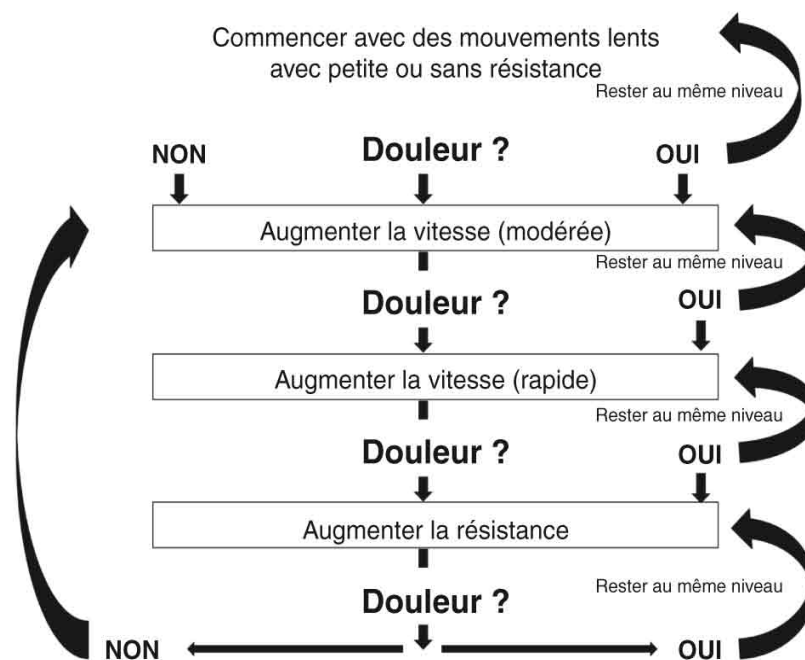 Commencer avec des mouvements lents
avec petite ou sans résistance
Rester au même niveau
NON
Douleur ?
OUI
Augmenter la vitesse (modérée)
Rester au même niveau
Douleur ?
OUI
Augmenter la vitesse (rapide)
Rester au même niveau
Douleur ?
OUI
Augmenter la résistance
Rester au même niveau
Douleur ?
NON
OUI